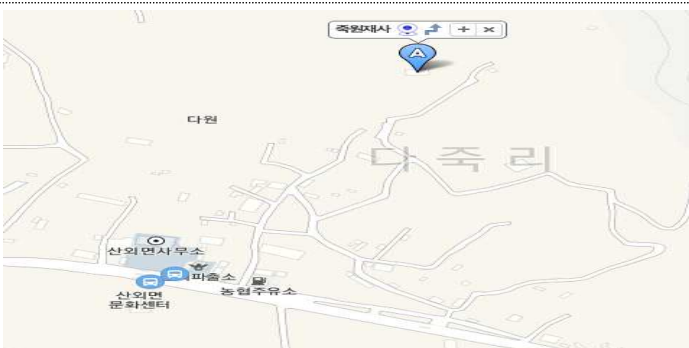 죽원재사
다원
다죽리
산외면사무소
파출소
농협주유소
산외면
문화센터